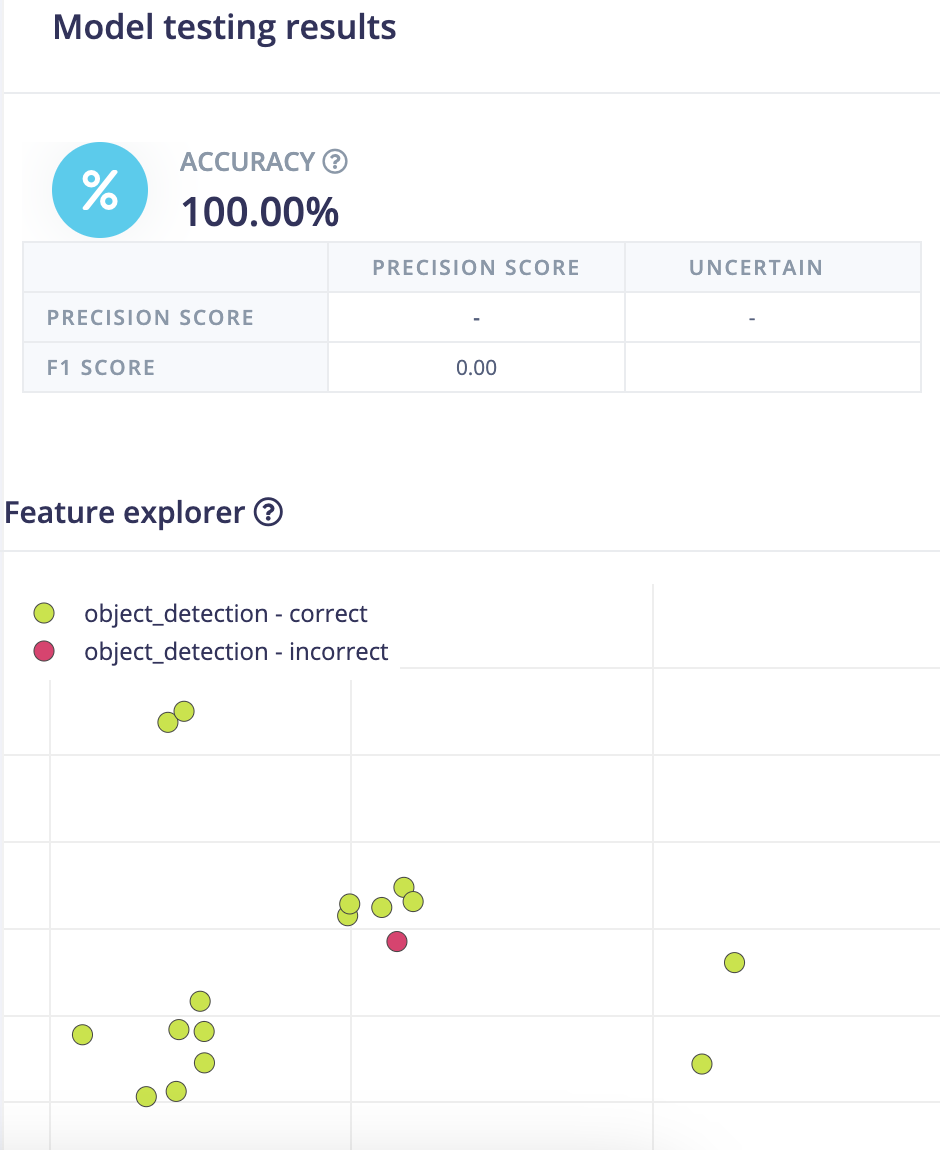 Model testing results
%
ACCURACY ?
100.00%
PRECISION SCORE UNCERTAIN
PRECISION SCORE - -
F1 SCORE 0.00
Feature explorer ?
object_detection - correct
object_detection - incorrect